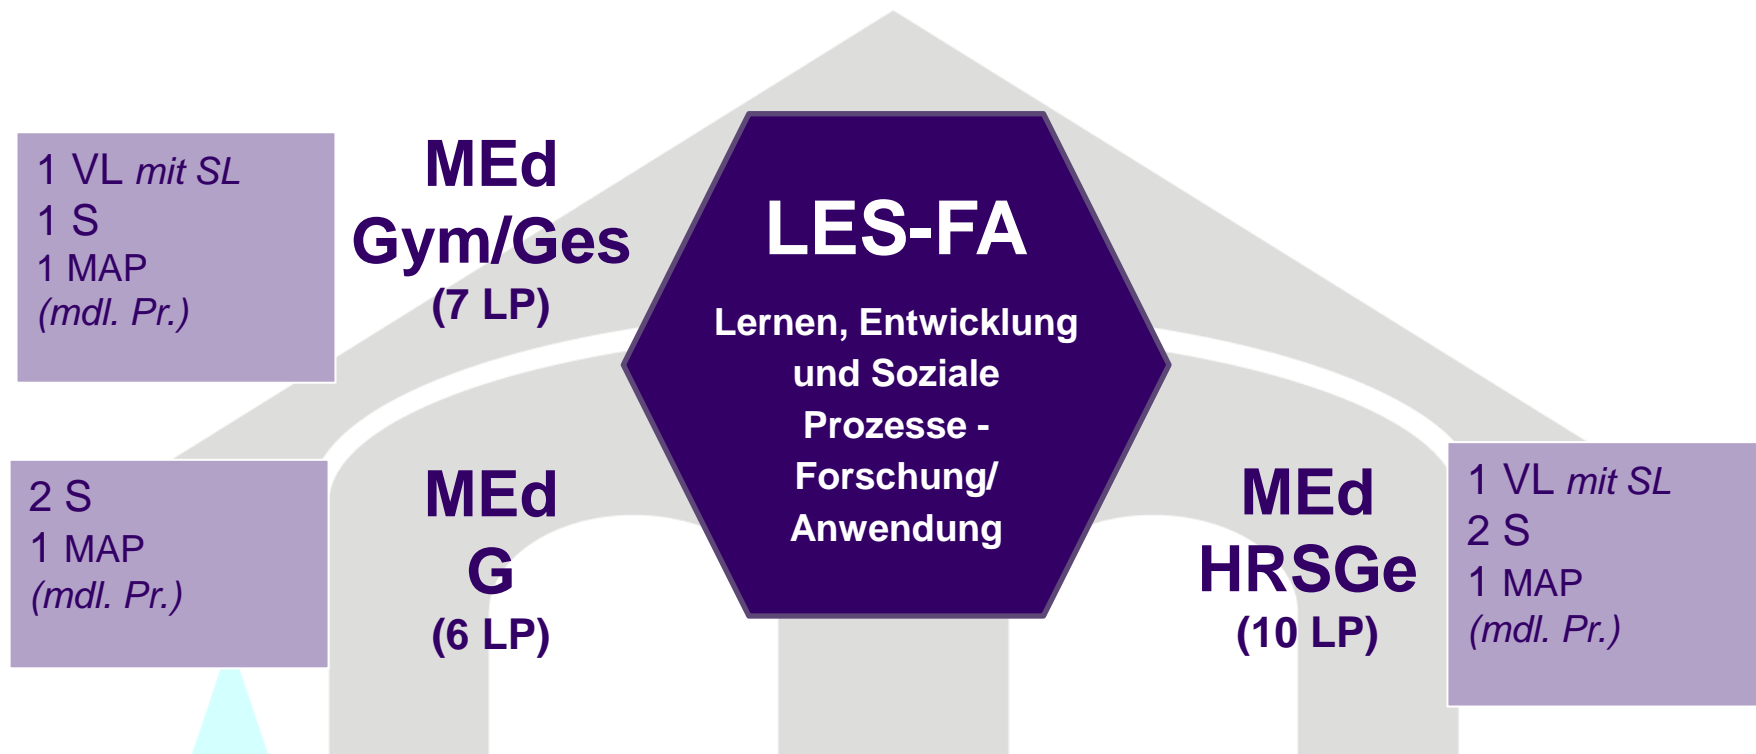 1 VL mit SL
1 S
1 MAP
(mdl. Pr.)
MEd
Gym/Ges
(7 LP)
LES-FA
Lernen, Entwicklung
und Soziale
Prozesse -
Forschung/
Anwendung
2 S
1 MAP
(mdl. Pr.)
MEd
G
(6 LP)
MEd
HRSGe
(10 LP)
1 VL mit SL
2 S
1 MAP
(mdl. Pr.)